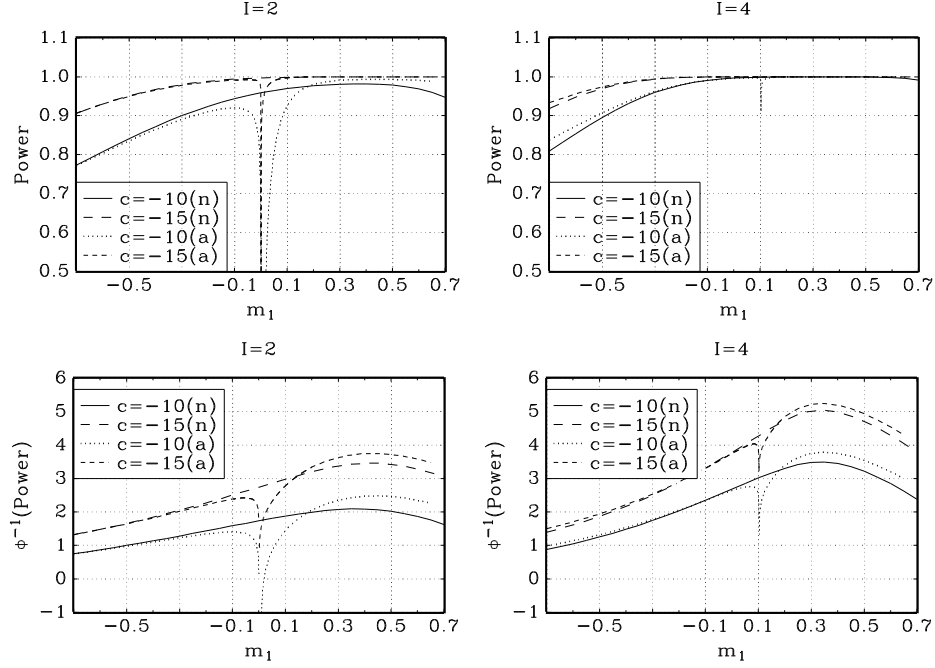 I=2
1.1
1.0
0.9
0.8
0.7
0.6
0.5
Power
c=−10(n)
c=−15(n)
c=−10(a)
c=−15(a)
−0.5 −0.1 0.1 0.3 0.5 0.7
m₁
I=4
1.1
1.0
0.9
0.8
0.7
0.6
0.5
Power
c=−10(n)
c=−15(n)
c=−10(a)
c=−15(a)
−0.5 −0.1 0.1 0.3 0.5 0.7
m₁
I=2
6
5
4
3
2
1
0
−1
ϕ⁻¹(Power)
c=−10(n)
c=−15(n)
c=−10(a)
c=−15(a)
−0.5 −0.1 0.1 0.3 0.5 0.7
m₁
I=4
6
5
4
3
2
1
0
−1
ϕ⁻¹(Power)
c=−10(n)
c=−15(n)
c=−10(a)
c=−15(a)
−0.5 −0.1 0.1 0.3 0.5 0.7
m₁